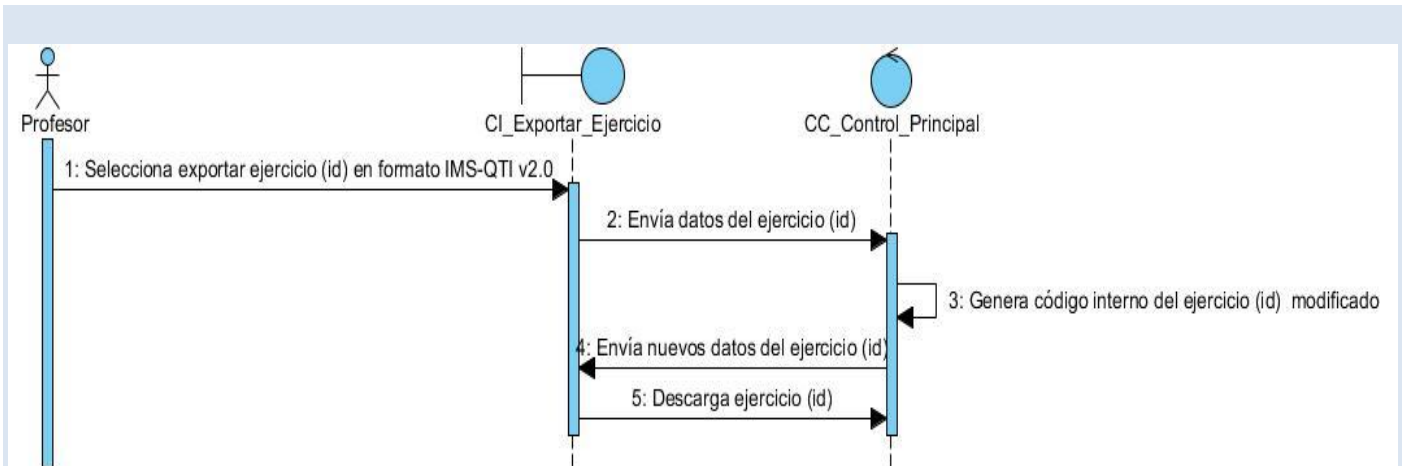 Profesor
CI_Exportar_Ejercicio
CC_Control_Principal
1: Selecciona exportar ejercicio (id) en formato IMS-QTI v2.0
2: Envía datos del ejercicio (id)
3: Genera código interno del ejercicio (id) modificado
4: Envía nuevos datos del ejercicio (id)
5: Descarga ejercicio (id)